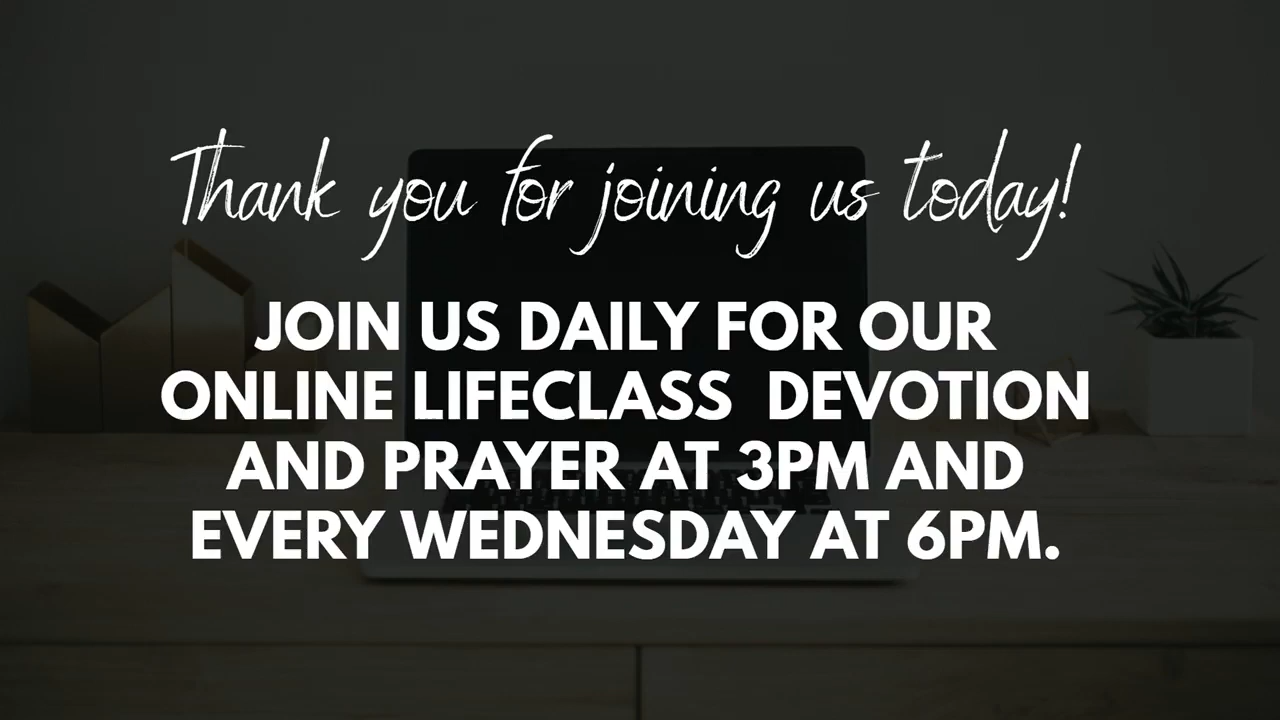 Thank you for joining us today!
JOIN US DAILY FOR OUR
ONLINE LIFECLASS  DEVOTION
AND PRAYER AT 3PM AND
EVERY WEDNESDAY AT 6PM.